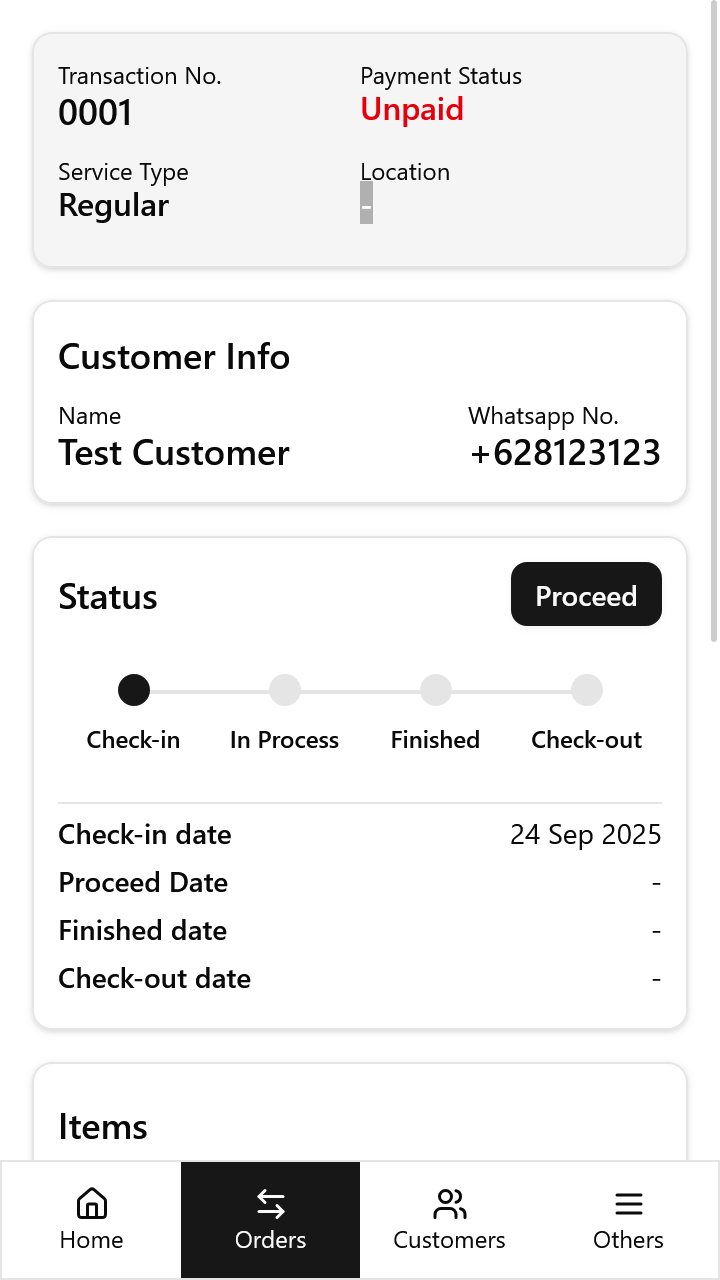 Transaction No.
0001
Payment Status
Unpaid
Service Type
Regular
Location
-
Customer Info
Name
Test Customer
Whatsapp No.
+628123123
Status
Proceed
Check-in
In Process
Finished
Check-out
Check-in date 24 Sep 2025
Proceed Date -
Finished date -
Check-out date -
Items
Home
Orders
Customers
Others